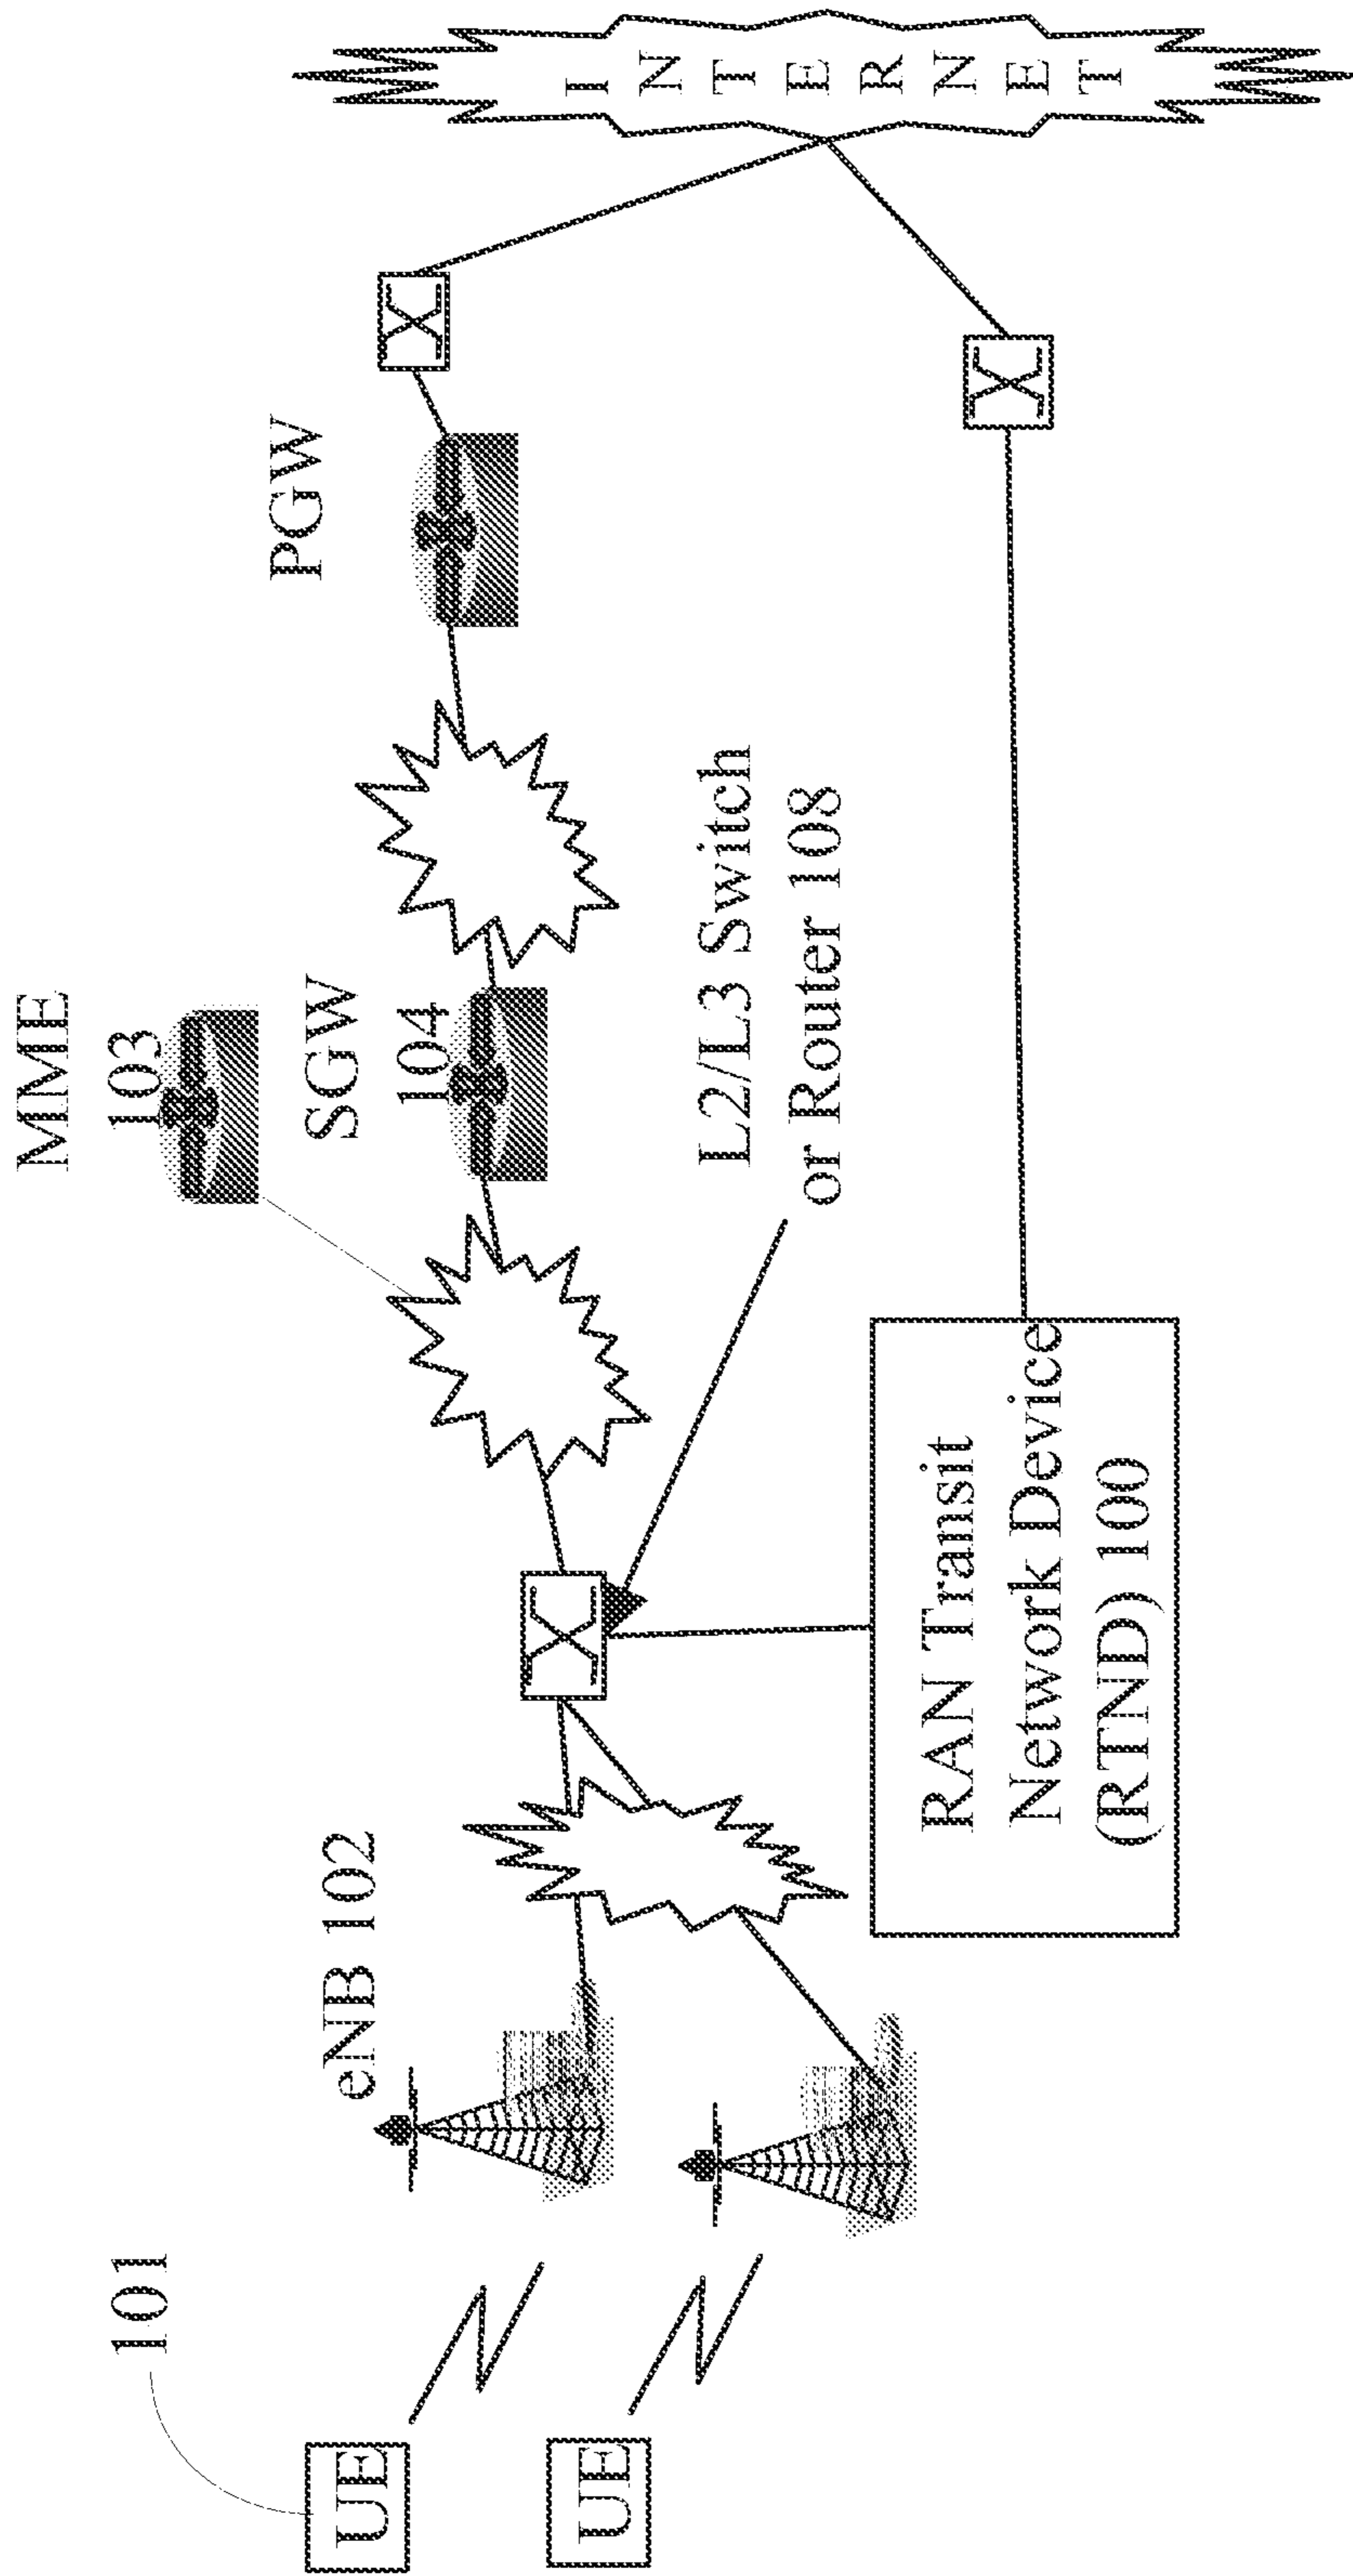 101
UE
UE
eNB 102
MME
103
SGW
104
PGW
L2/L3 Switch
or Router 108
RAN Transit
Network Device
(RTND) 100
INTERNET